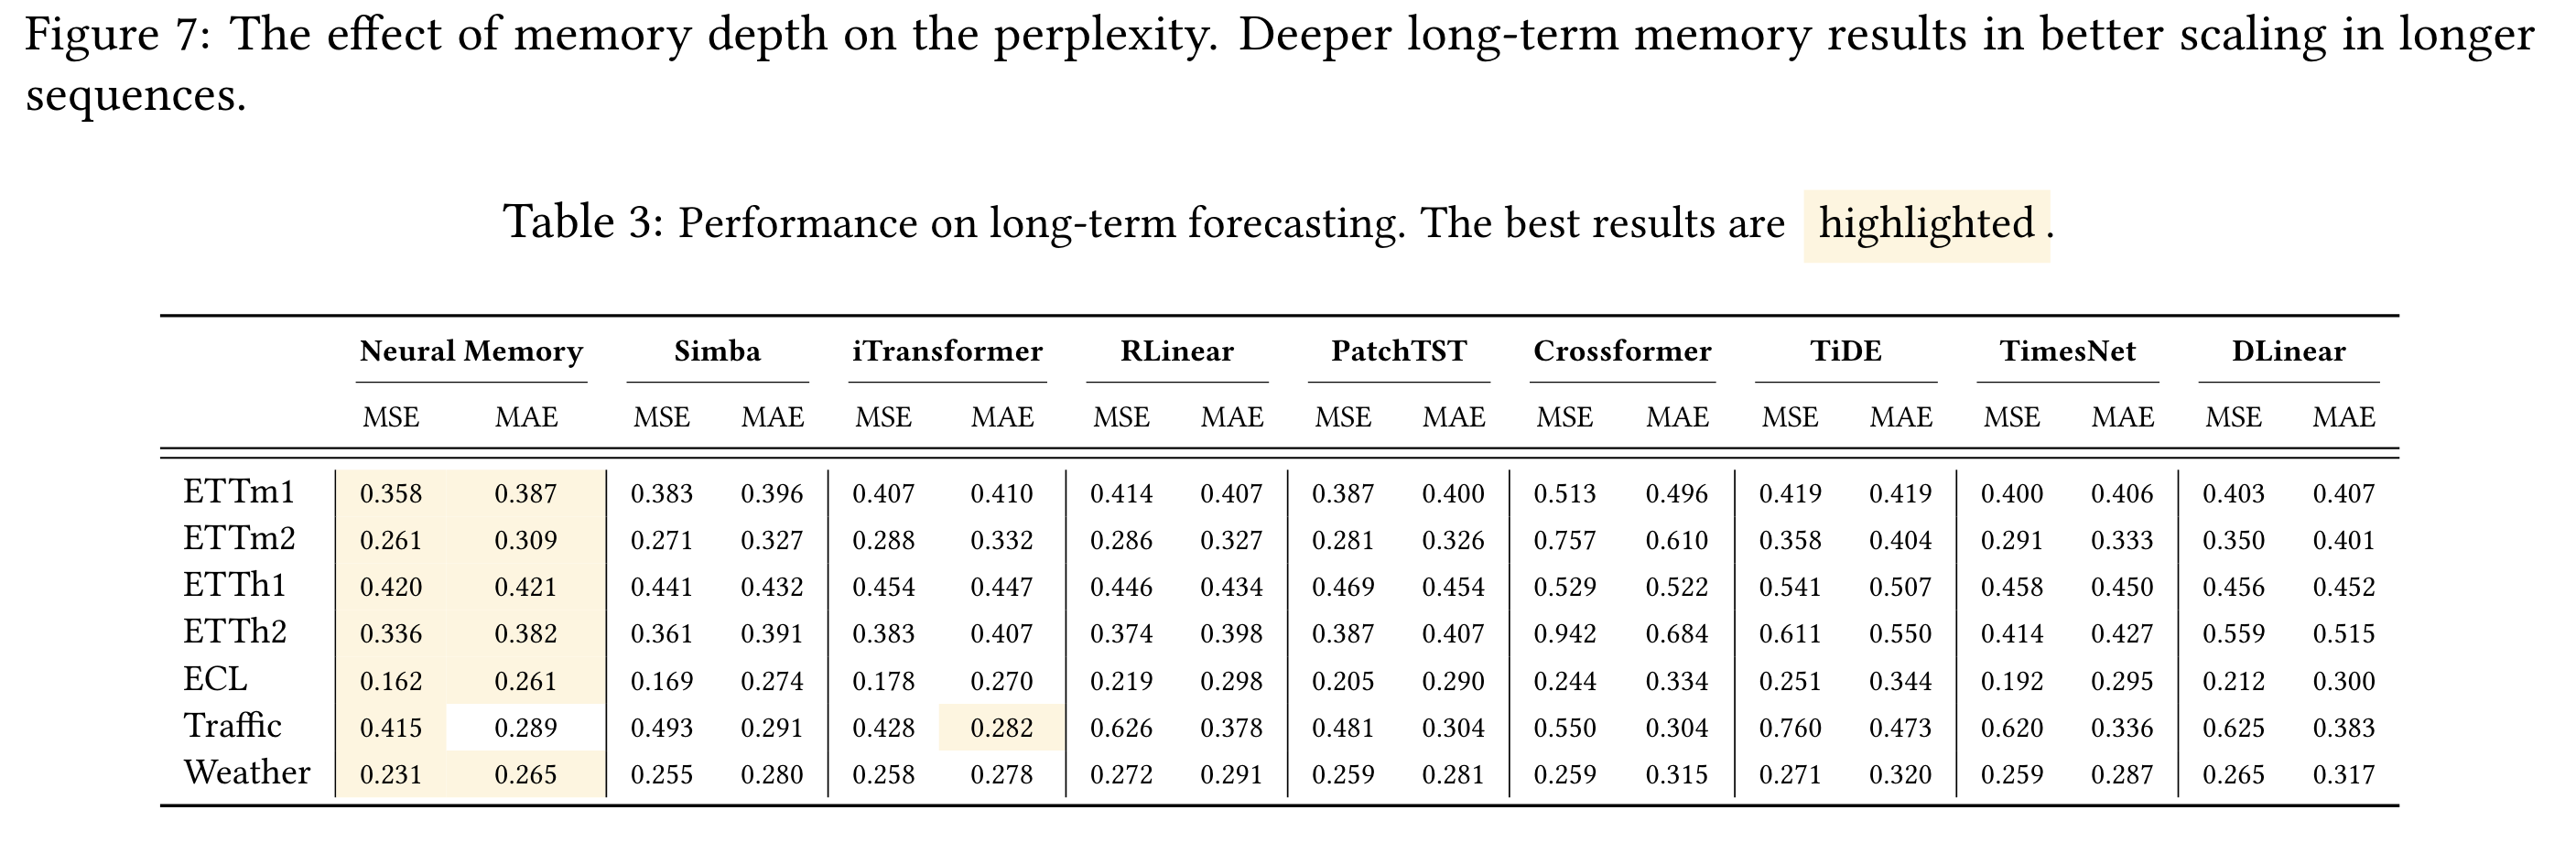 Figure 7: The effect of memory depth on the perplexity. Deeper long-term memory results in better scaling in longer
sequences.
Table 3: Performance on long-term forecasting. The best results are highlighted.
Neural Memory Simba iTransformer RLinear PatchTST Crossformer TiDE TimesNet DLinear
MSE MAE MSE MAE MSE MAE MSE MAE MSE MAE MSE MAE MSE MAE MSE MAE MSE MAE
ETTm1 0.358 0.387 0.383 0.396 0.407 0.410 0.414 0.407 0.387 0.400 0.513 0.496 0.419 0.419 0.400 0.406 0.403 0.407
ETTm2 0.261 0.309 0.271 0.327 0.288 0.332 0.286 0.327 0.281 0.326 0.757 0.610 0.358 0.404 0.291 0.333 0.350 0.401
ETTh1 0.420 0.421 0.441 0.432 0.454 0.447 0.446 0.434 0.469 0.454 0.529 0.522 0.541 0.507 0.458 0.450 0.456 0.452
ETTh2 0.336 0.382 0.361 0.391 0.383 0.407 0.374 0.398 0.387 0.407 0.942 0.684 0.611 0.550 0.414 0.427 0.559 0.515
ECL 0.162 0.261 0.169 0.274 0.178 0.270 0.219 0.298 0.205 0.290 0.244 0.334 0.251 0.344 0.192 0.295 0.212 0.300
Traffic 0.415 0.289 0.493 0.291 0.428 0.282 0.626 0.378 0.481 0.304 0.550 0.304 0.760 0.473 0.620 0.336 0.625 0.383
Weather 0.231 0.265 0.255 0.280 0.258 0.278 0.272 0.291 0.259 0.281 0.259 0.315 0.271 0.320 0.259 0.287 0.265 0.317